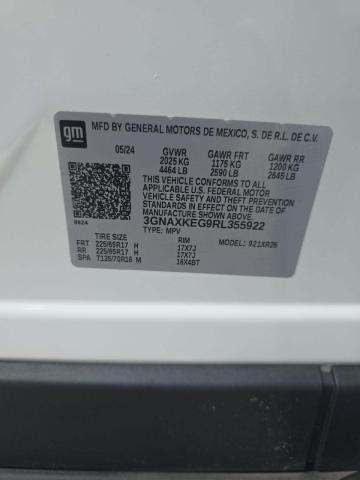 gm MFD BY GENERAL MOTORS DE MEXICO, S. DE R.L. DE C.V.
05/24 GVWR GAWR FRT GAWR RR
2025 KG 1175 KG 1200 KG
4464 LB 2590 LB 2645 LB
THIS VEHICLE CONFORMS TO ALL
APPLICABLE U.S. FEDERAL MOTOR
VEHICLE SAFETY AND THEFT PREVENTION
STANDARDS IN EFFECT ON THE DATE OF
MANUFACTURE SHOWN ABOVE.
3GNAXKEG9RL355922
TYPE: MPV MODEL: 921XR26
TIRE SIZE RIM
FRT 225/65R17 H 17X7J
RR 225/65R17 H 17X7J
SPA T135/70R16 M 16X4BT